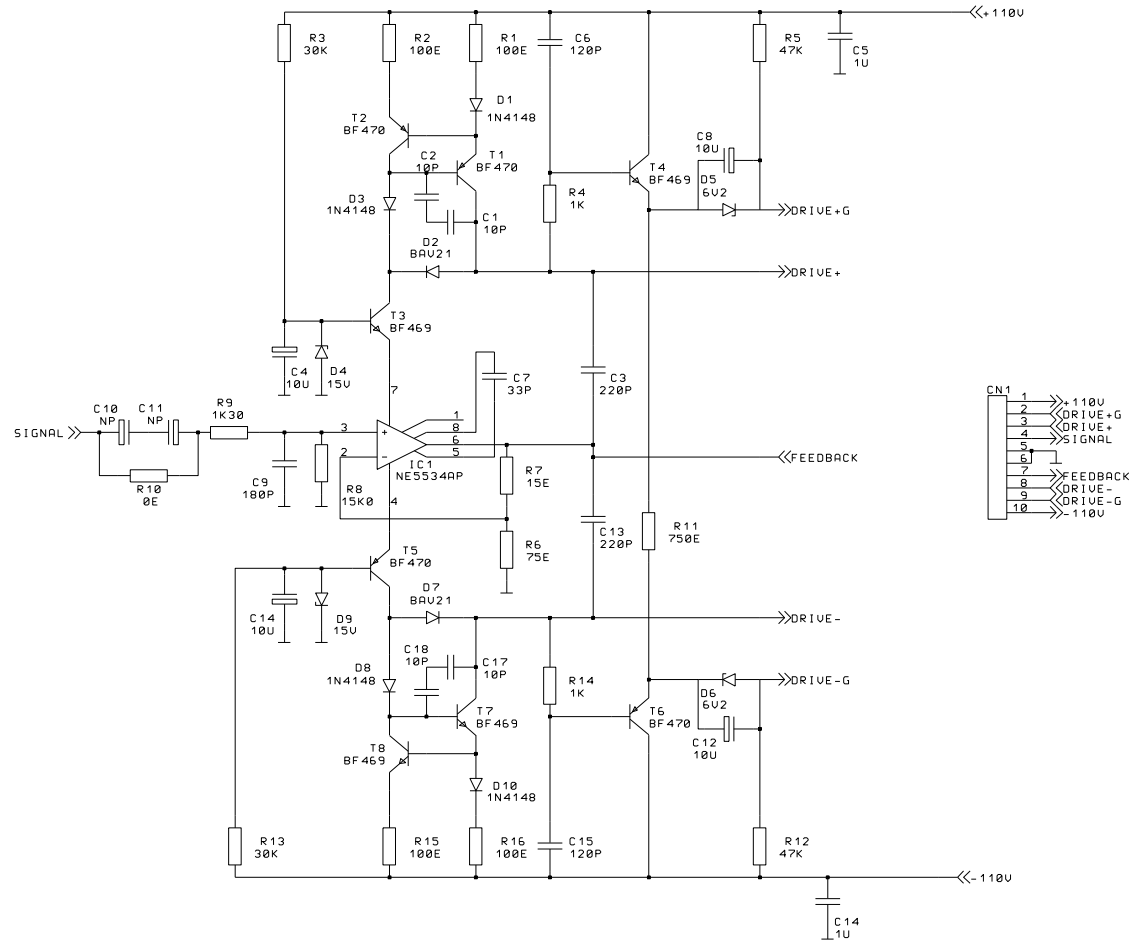 +110V
R3
30K
R2
100E
R1
100E
C6
120P
R5
47K
C5
1U
D1
1N4148
T2
BF470
C2
10P
T1
BF470
C8
10U
T4
BF469
D5
6V2
D3
1N4148
R4
1K
C1
10P
DRIVE+G
D2
BAV21
DRIVE+
T3
BF469
C4
10U
D4
15V
7
C7
33P
C3
220P
CN1
1
+110V
2
DRIVE+G
3
DRIVE+
4
SIGNAL
5
6
7
FEEDBACK
8
DRIVE-
9
DRIVE-G
10
-110V
C10
NP
C11
NP
R9
1K30
SIGNAL
3
1
8
6
5
2
IC1
NE5534AP
FEEDBACK
R10
0E
C9
180P
R8
15K0
4
R7
15E
R6
75E
C13
220P
R11
750E
T5
BF470
D7
BAV21
C14
10U
D9
15V
DRIVE-
C18
10P
C17
10P
D8
1N4148
R14
1K
DRIVE-G
D6
6V2
T7
BF469
T6
BF470
T8
BF469
C12
10U
D10
1N4148
R13
30K
R15
100E
R16
100E
C15
120P
R12
47K
-110V
C14
1U